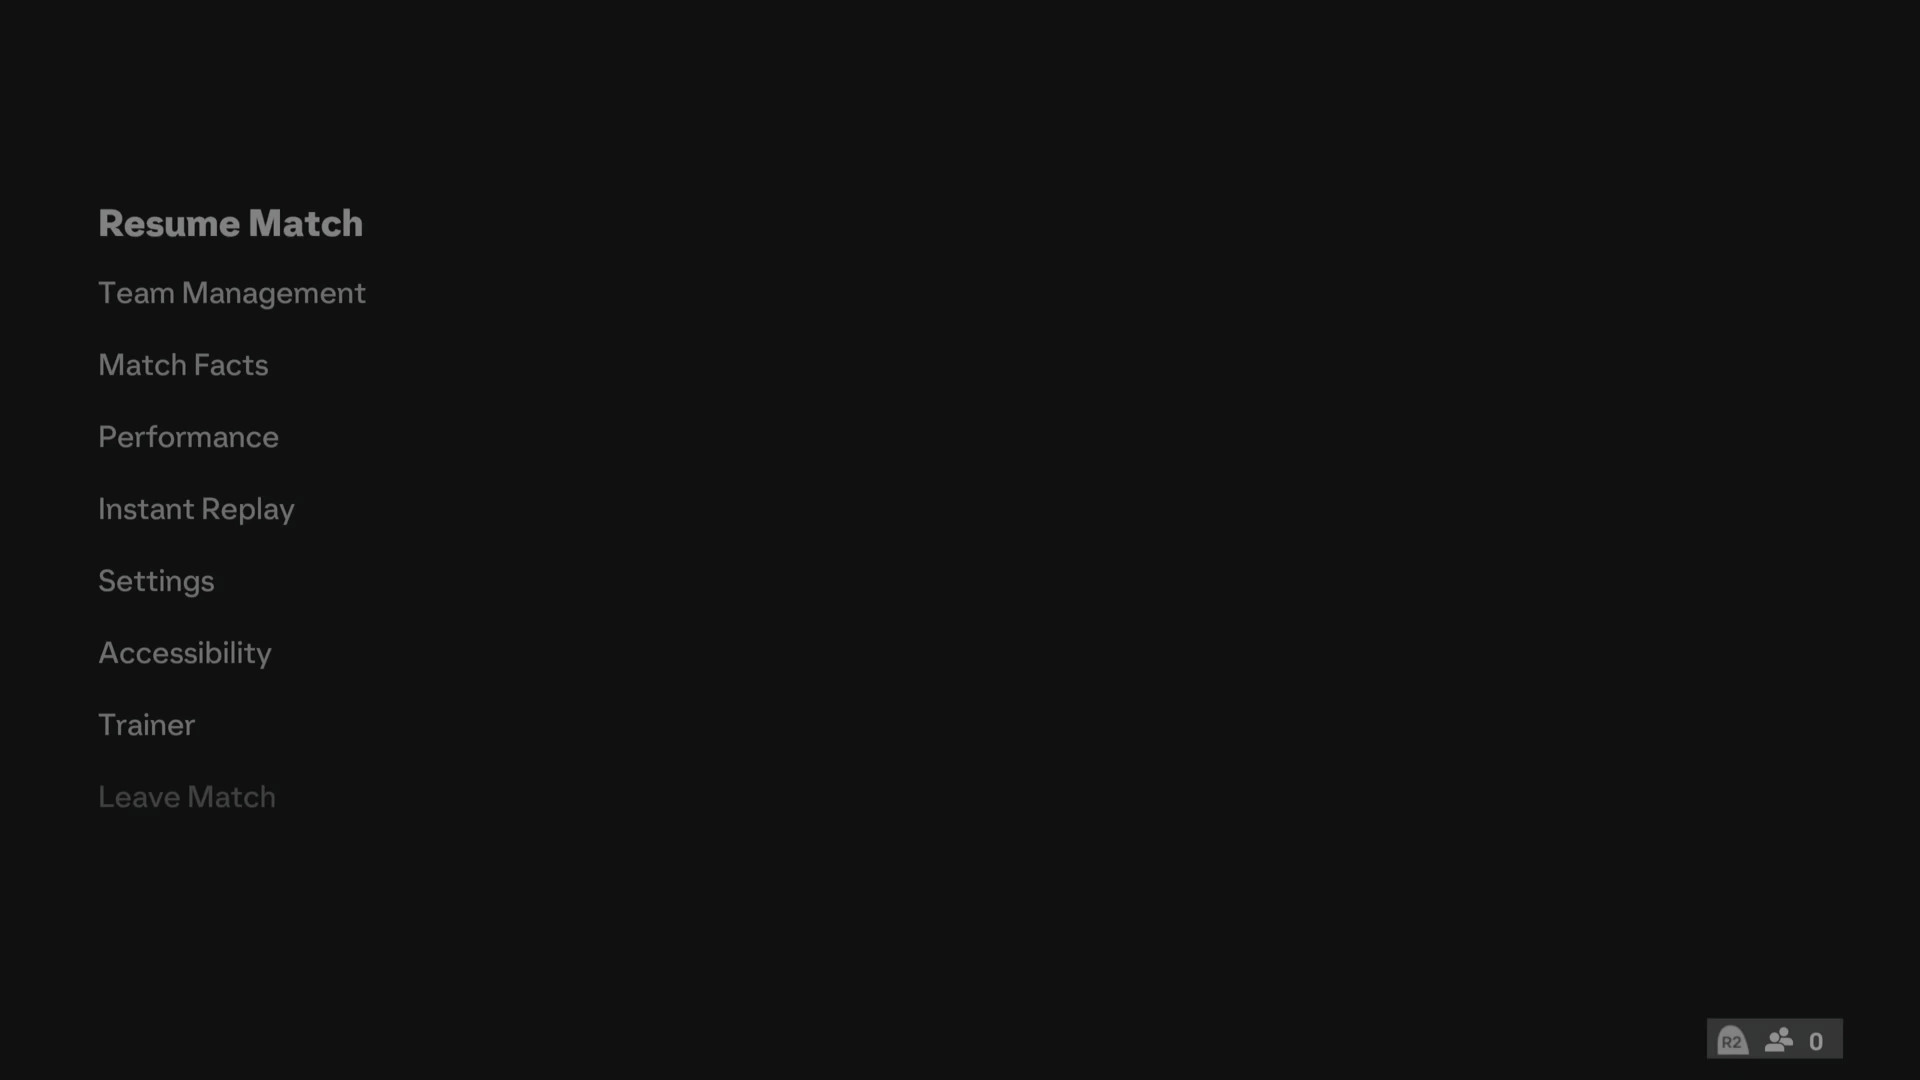 Resume Match
Team Management
Match Facts
Performance
Instant Replay
Settings
Accessibility
Trainer
Leave Match
R2 0